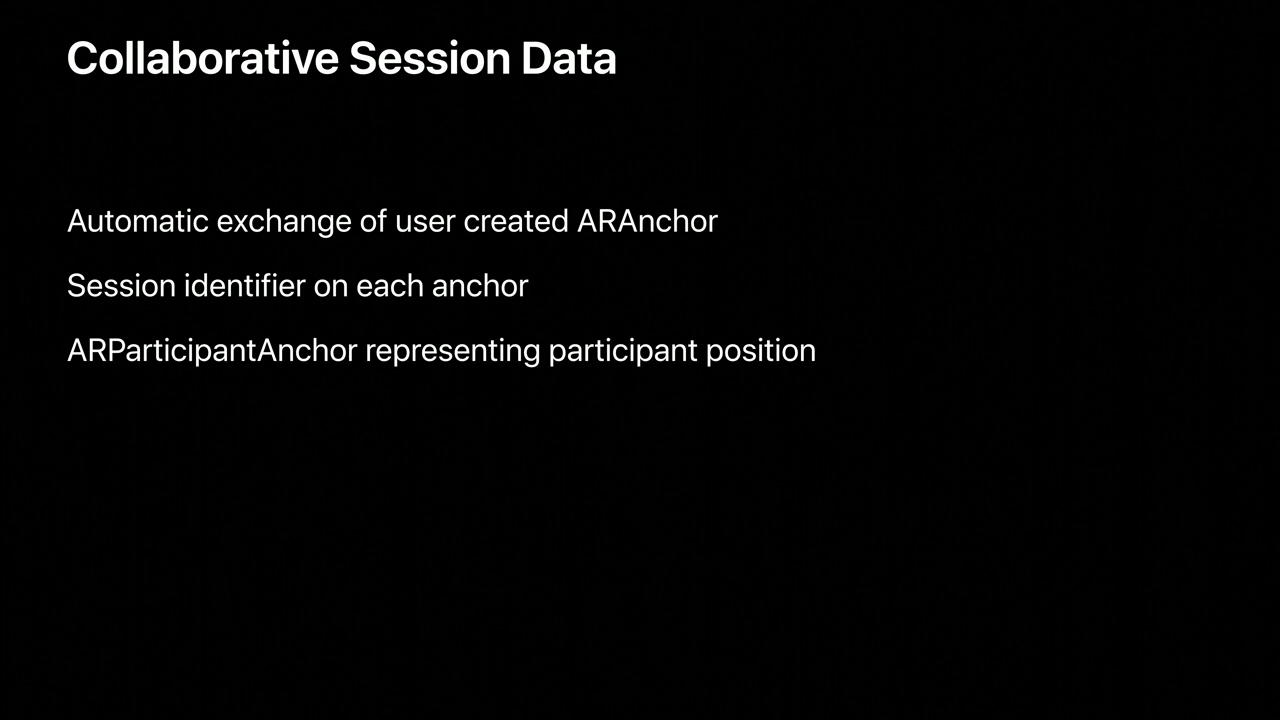 Collaborative Session Data
Automatic exchange of user created ARAnchor
Session identifier on each anchor
ARParticipantAnchor representing participant position